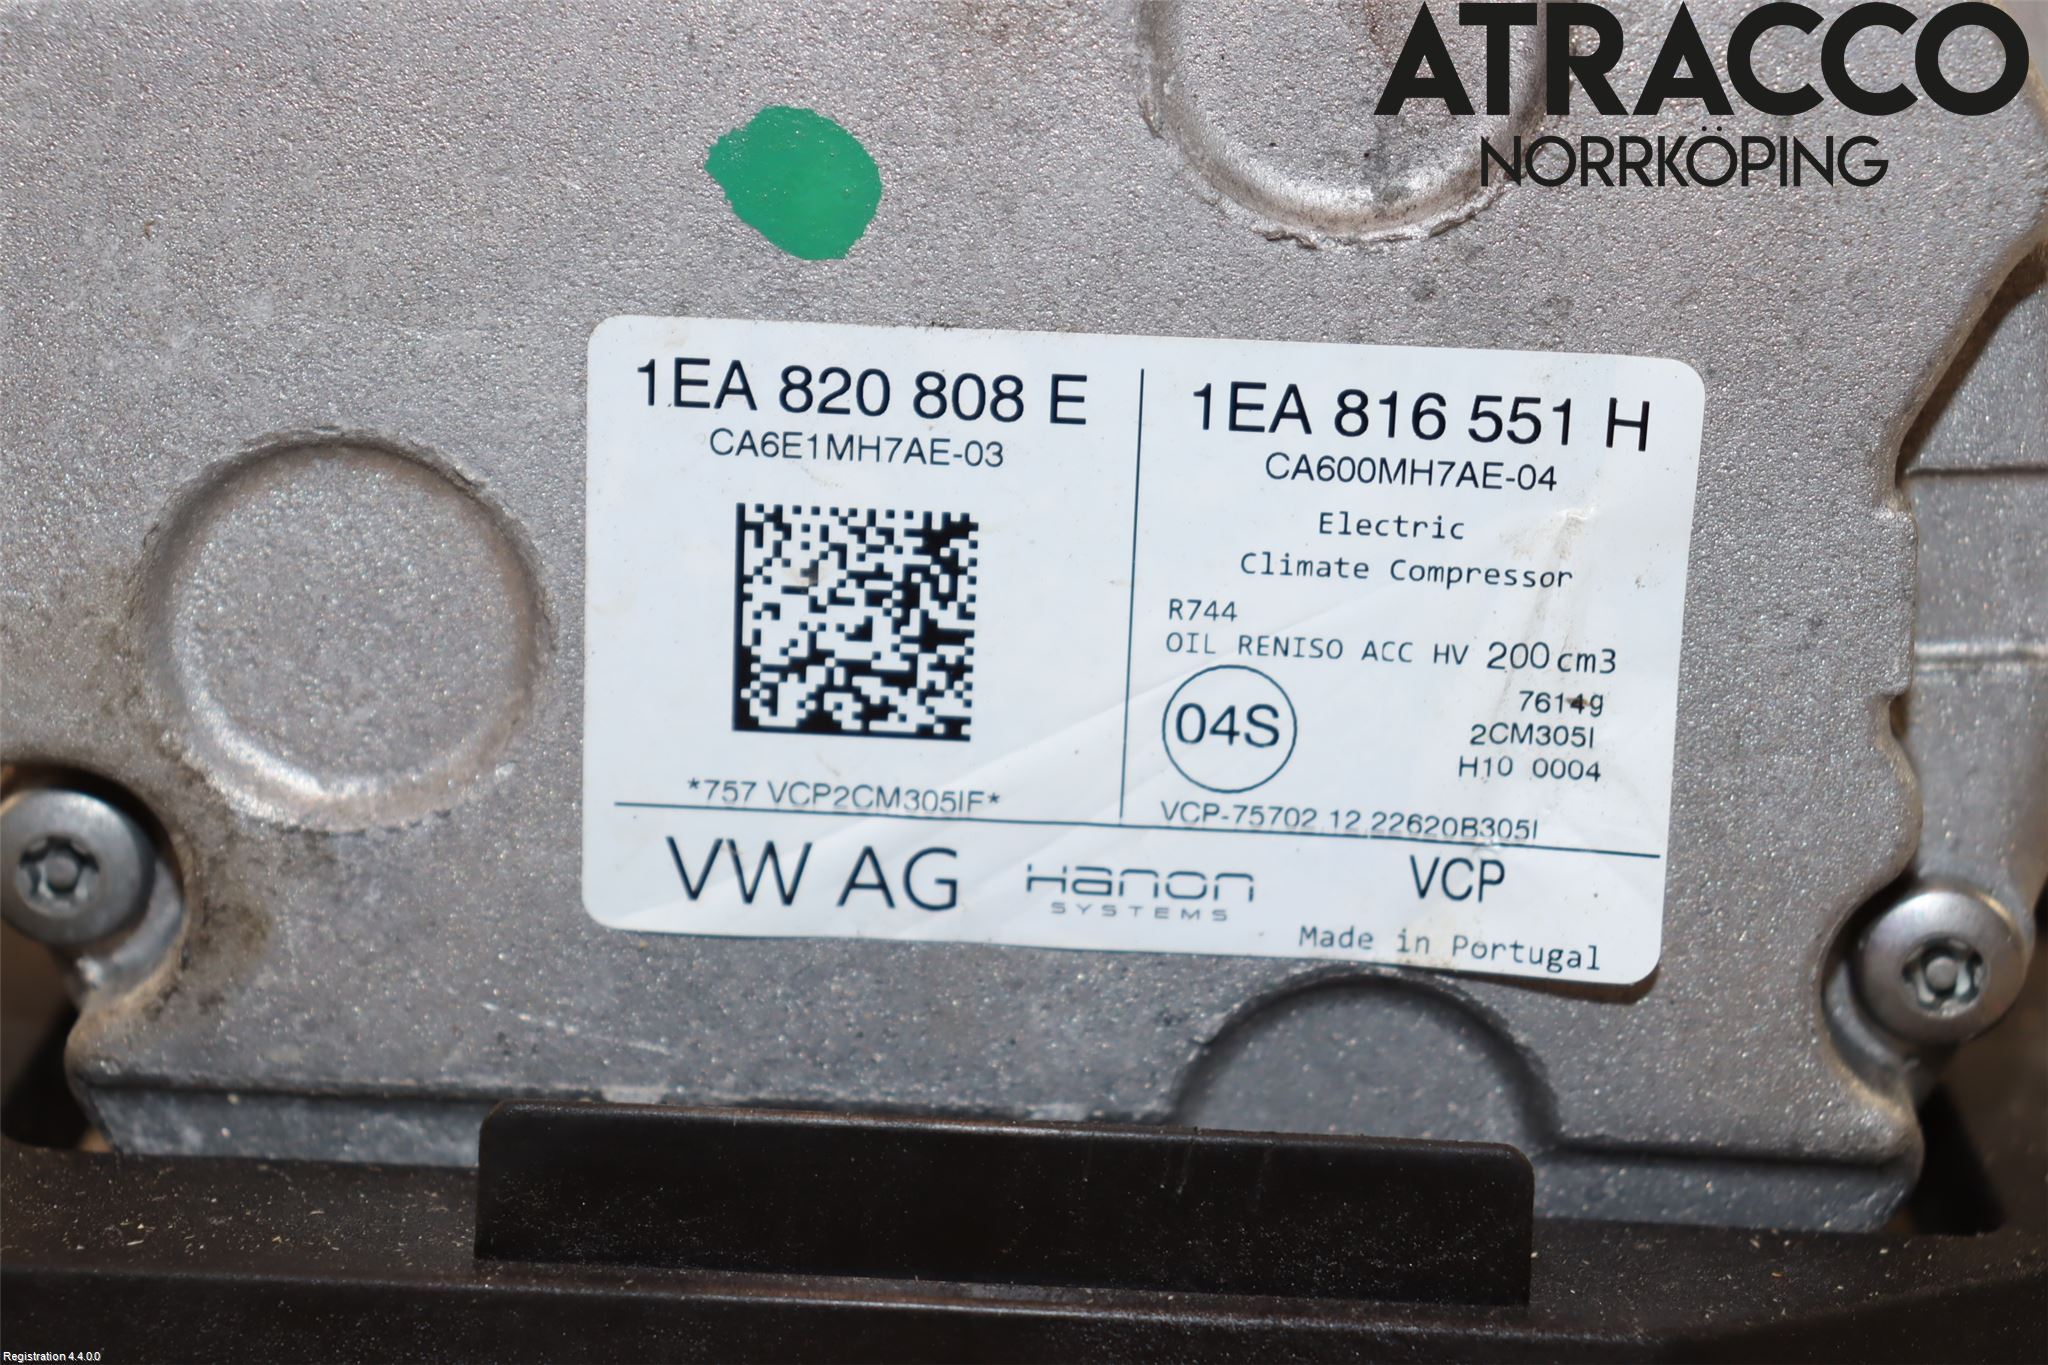 ATRACCO
NORRKÖPING
1EA 820 808 E
CA6E1MH7AE-03
*757 VCP2CM305IF*
1EA 816 551 H
CA600MH7AE-04
Electric
Climate Compressor
R744
OIL RENISO ACC HV 200 cm3
04S
7614g
2CM305I
H10 0004
VCP-75702.12.22620B305I
VW AG
Hanon
SYSTEMS
VCP
Made in Portugal
Registration 4.4.0.0